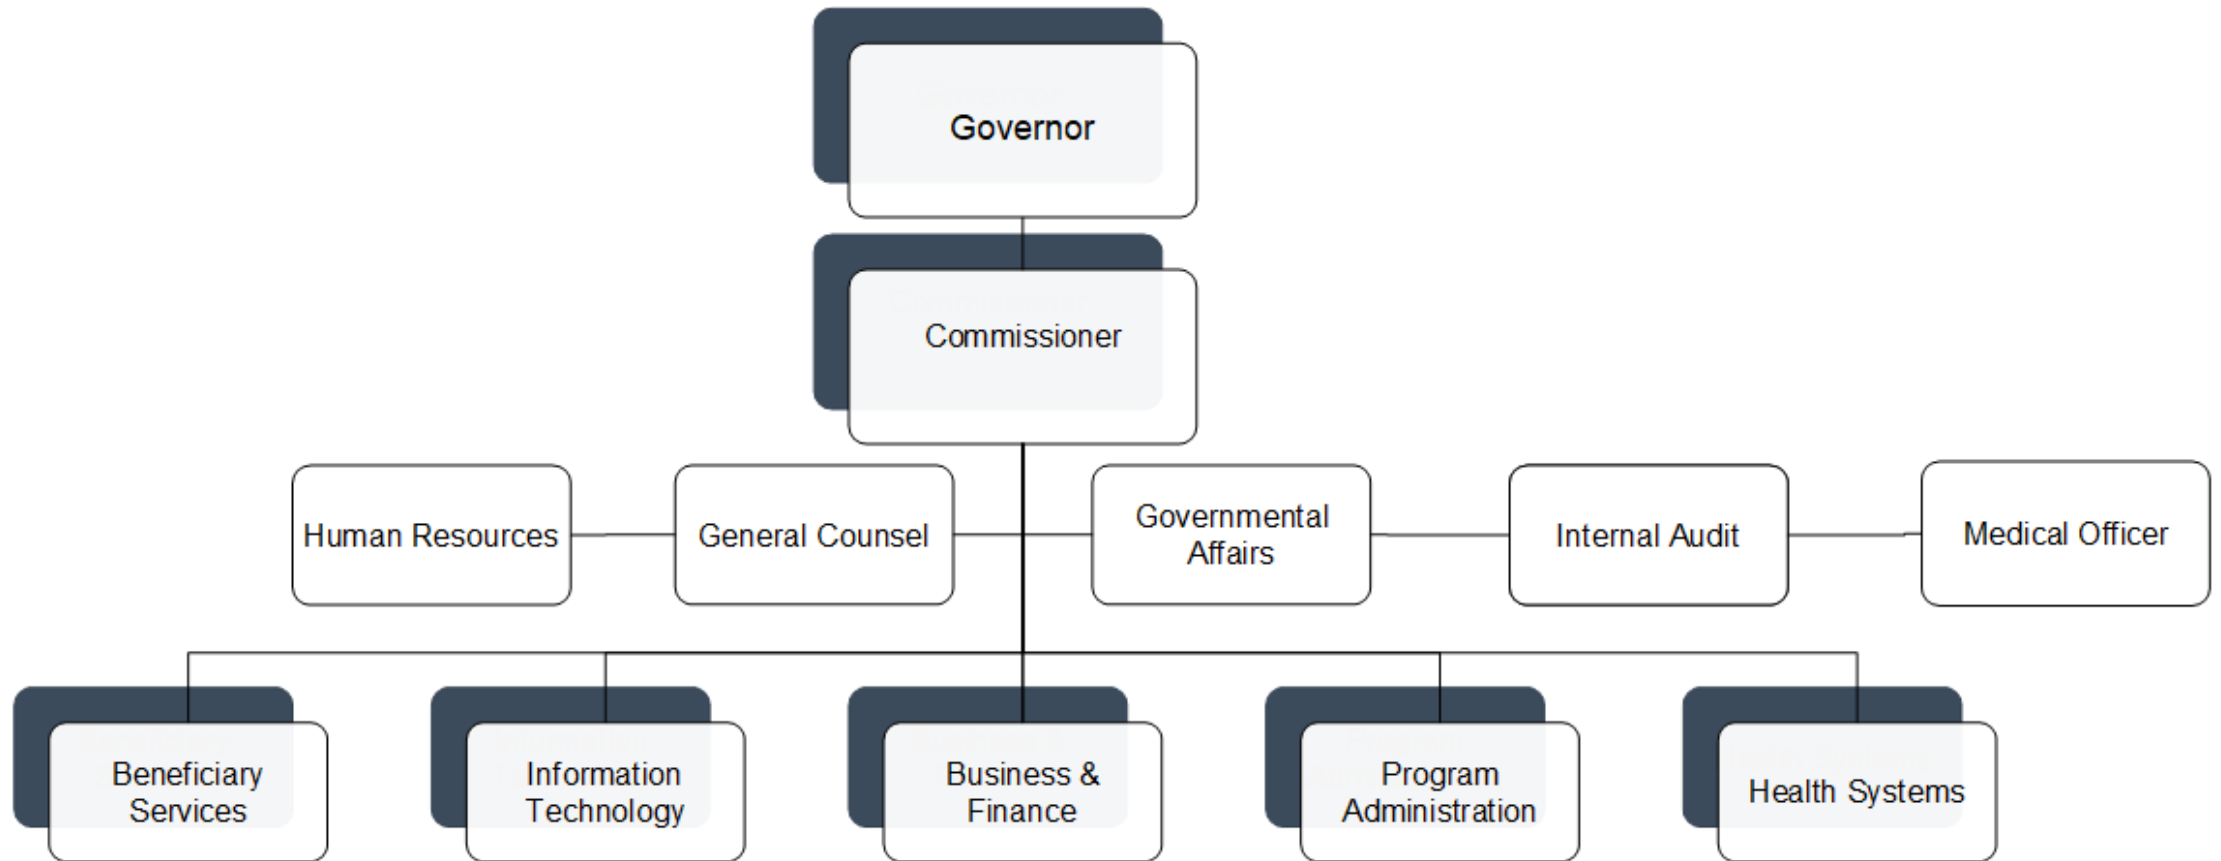 Governor
Commissioner
Human Resources
General Counsel
Governmental
Affairs
Internal Audit
Medical Officer
Beneficiary
Services
Information
Technology
Business &
Finance
Program
Administration
Health Systems